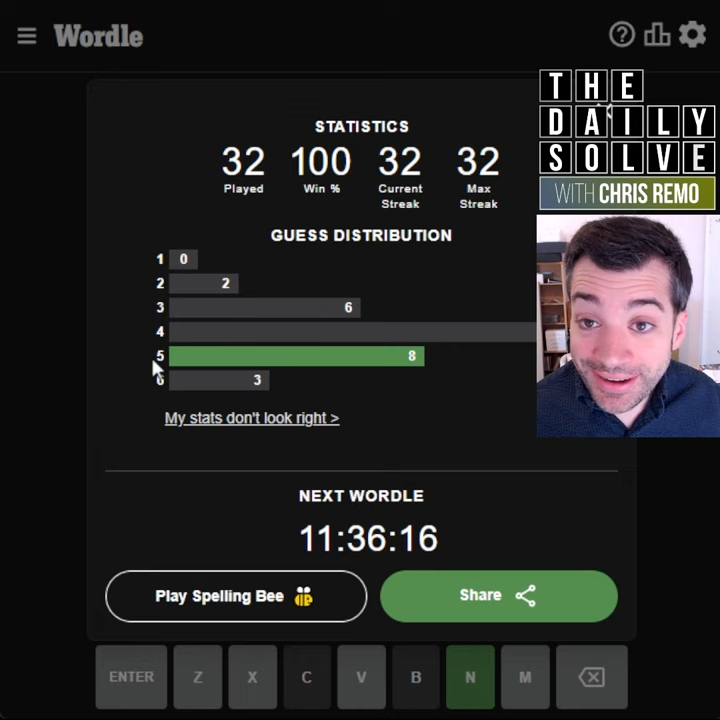 Wordle
THE
DAILY
SOLVE
WITH CHRIS REMO
STATISTICS
32 100 32 32
Played Win % Current Streak Max Streak
GUESS DISTRIBUTION
1 0
2 2
3 6
4
5 8
6 3
My stats don't look right >
NEXT WORDLE
11:36:16
Play Spelling Bee
Share
ENTER Z X C V B N M